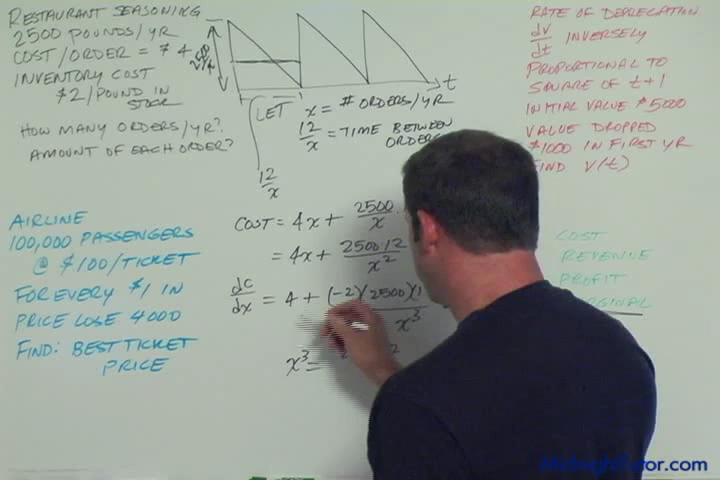 RESTAURANT SEASONING
2500 POUNDS/YR
COST/ORDER = $4
INVENTORY COST
$2/POUND IN
STOCK
HOW MANY ORDERS/YR?
AMOUNT OF EACH ORDER?
t
LET x = # ORDERS/YR
12/x = TIME BETWEEN
ORDERS
12/x
COST = 4x + 2500/x
= 4x + 2500·12/x²
dC/dx = 4 + (-2)(2500)(1
x³
x³ =
RATE OF DEPRECATION
dV/dt INVERSELY
PROPORTIONAL TO
SQUARE OF t+1
INITIAL VALUE $5000
VALUE DROPPED
$1000 IN FIRST YR
FIND V(t)
AIRLINE
100,000 PASSENGERS
@ $100/TICKET
FOR EVERY $1 IN
PRICE LOSE 4000
FIND: BEST TICKET
PRICE
COST
REVENUE
PROFIT
MidnightTutor.com